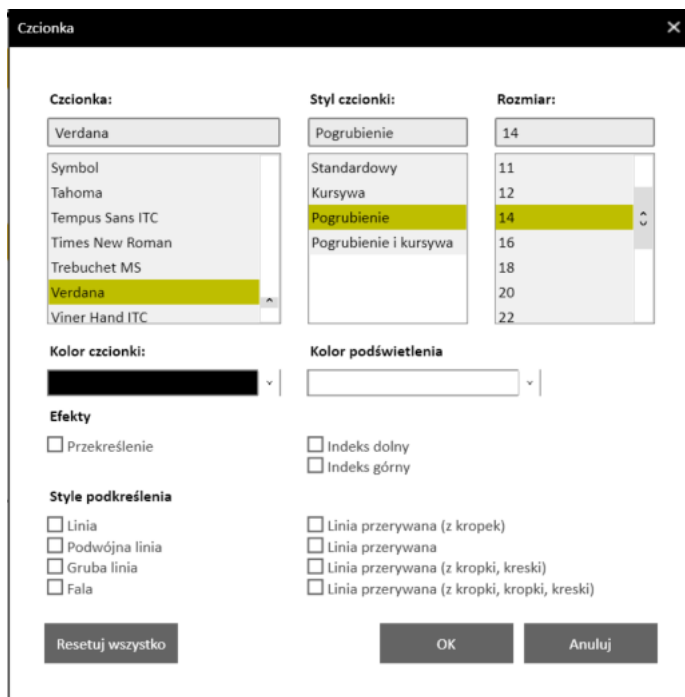 Czcionka
Czcionka: Styl czcionki: Rozmiar:
Verdana Pogrubienie 14
Symbol Standardowy 11
Tahoma Kursywa 12
Tempus Sans ITC Pogrubienie 14
Times New Roman Pogrubienie i kursywa 16
Trebuchet MS 18
Verdana 20
Viner Hand ITC 22
Kolor czcionki: Kolor podświetlenia
Efekty
Przekreślenie Indeks dolny
Indeks górny
Style podkreślenia
Linia Linia przerywana (z kropek)
Podwójna linia Linia przerywana
Gruba linia Linia przerywana (z kropki, kreski)
Fala Linia przerywana (z kropki, kropki, kreski)
Resetuj wszystko OK Anuluj